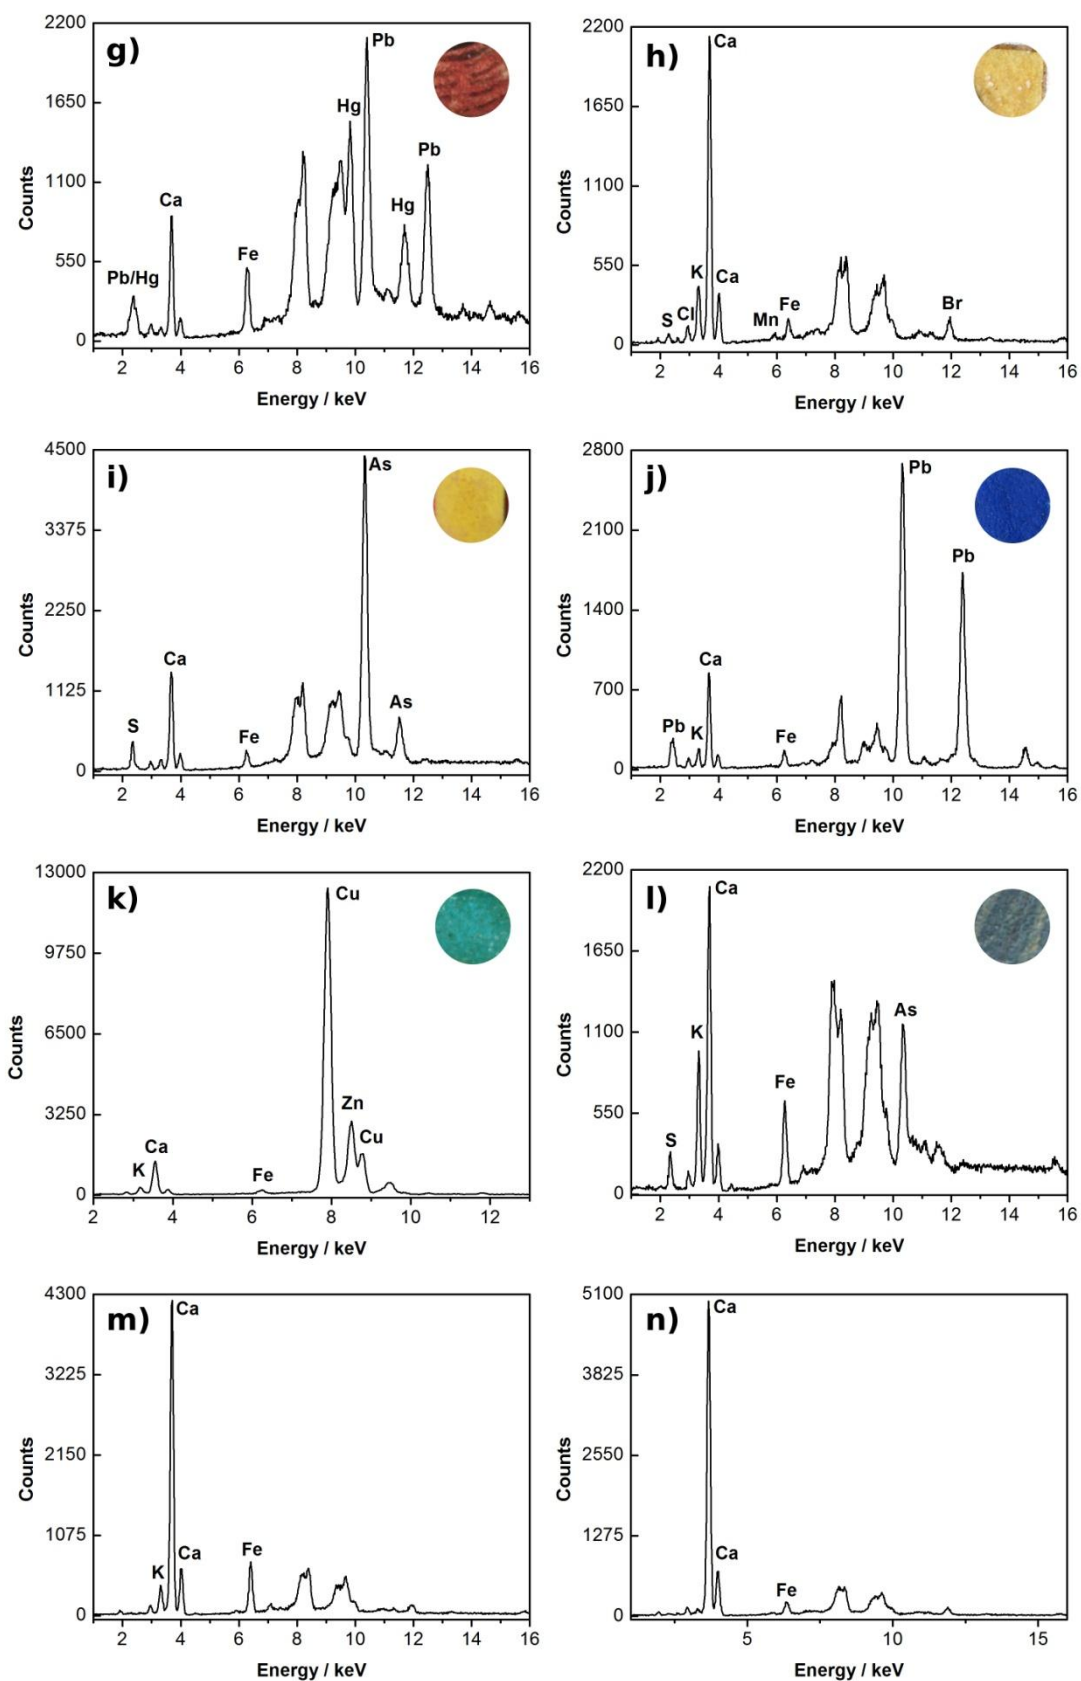 g)
2200
1650
1100
550
0
Counts
Pb/Hg
Ca
Fe
Hg
Pb
Hg
Pb
2 4 6 8 10 12 14 16
Energy / keV
h)
2200
1650
1100
550
0
Counts
S
Cl
K
Ca
Ca
Mn
Fe
Br
2 4 6 8 10 12 14 16
Energy / keV
i)
4500
3375
2250
1125
0
Counts
S
Ca
Fe
As
As
2 4 6 8 10 12 14 16
Energy / keV
j)
2800
2100
1400
700
0
Counts
Pb
K
Ca
Fe
Pb
Pb
2 4 6 8 10 12 14 16
Energy / keV
k)
13000
9750
6500
3250
0
Counts
K
Ca
Fe
Cu
Zn
Cu
2 4 6 8 10 12
Energy / keV
l)
2200
1650
1100
550
0
Counts
S
K
Ca
Fe
As
2 4 6 8 10 12 14 16
Energy / keV
m)
4300
3225
2150
1075
0
Counts
K
Ca
Ca
Fe
2 4 6 8 10 12 14 16
Energy / keV
n)
5100
3825
2550
1275
0
Counts
Ca
Ca
Fe
5 10 15
Energy / keV